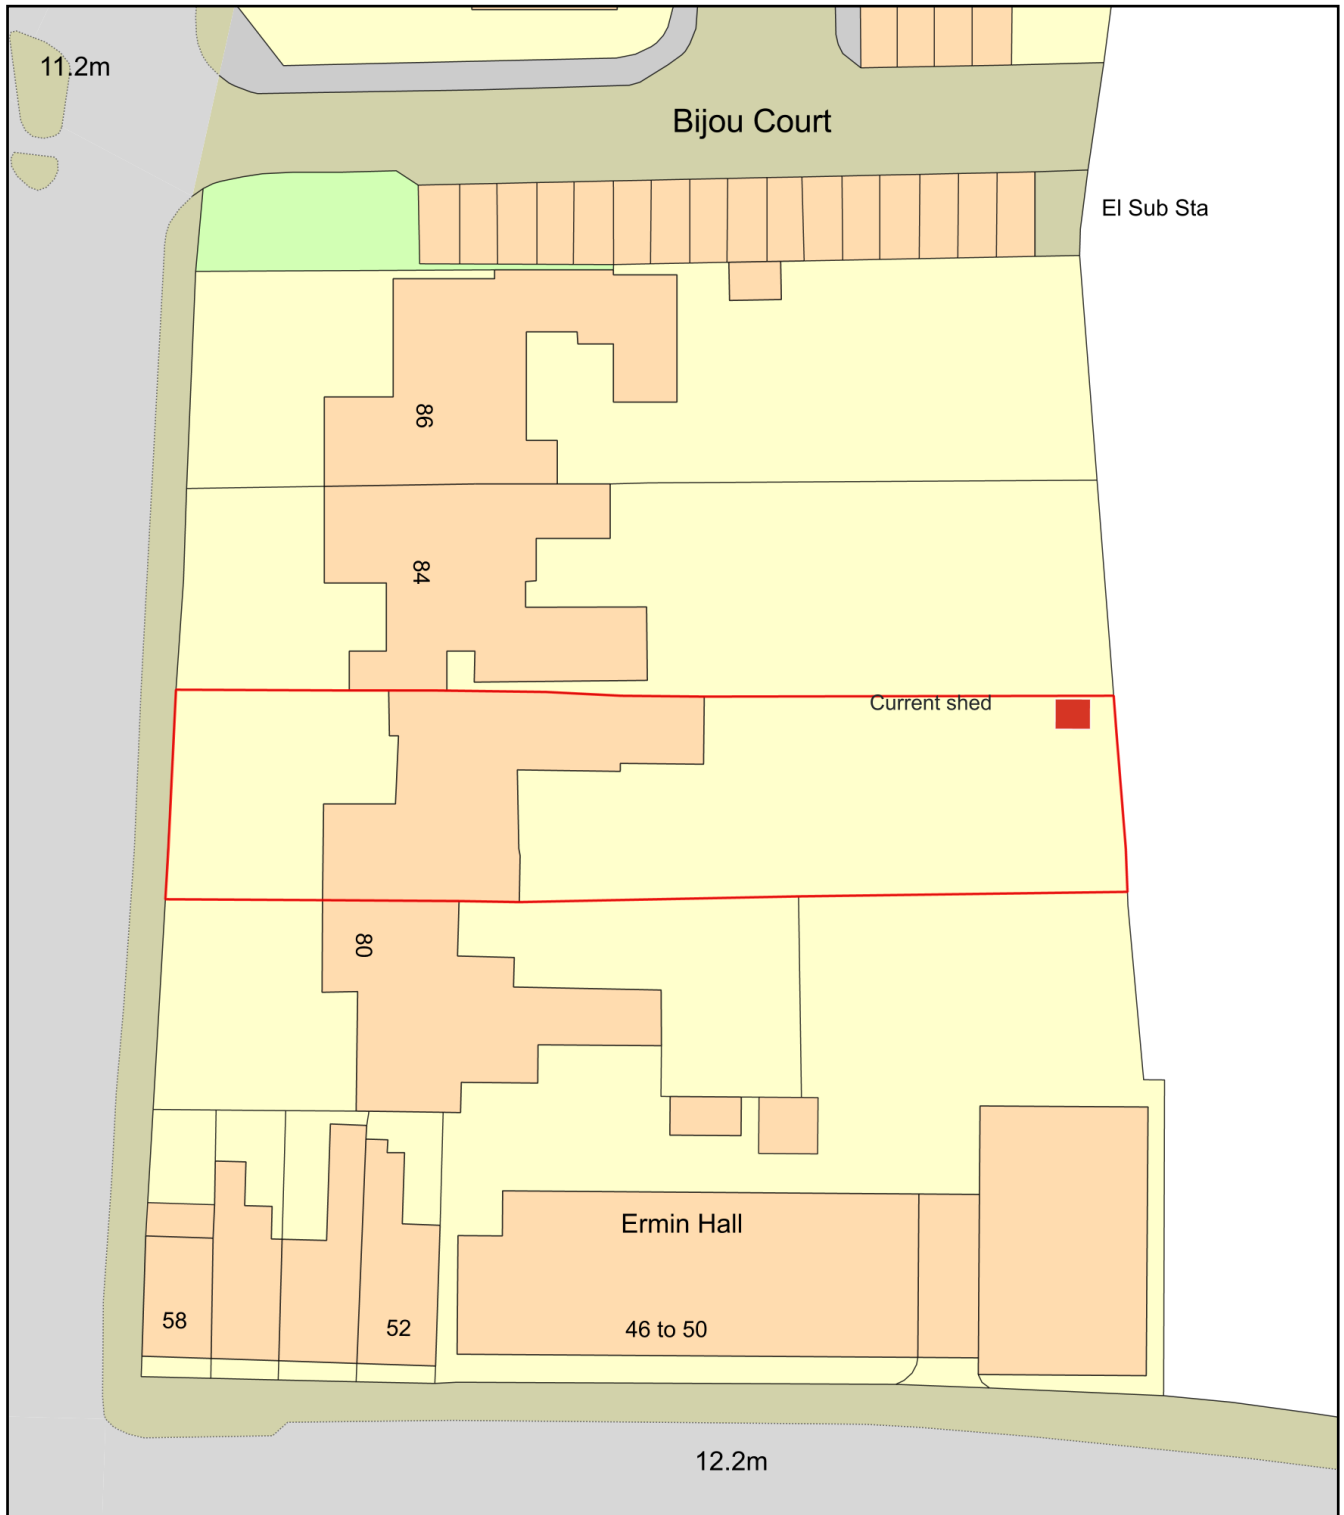 11.2m
Bijou Court
El Sub Sta
86
84
Current shed
80
Ermin Hall
58
52
46 to 50
12.2m